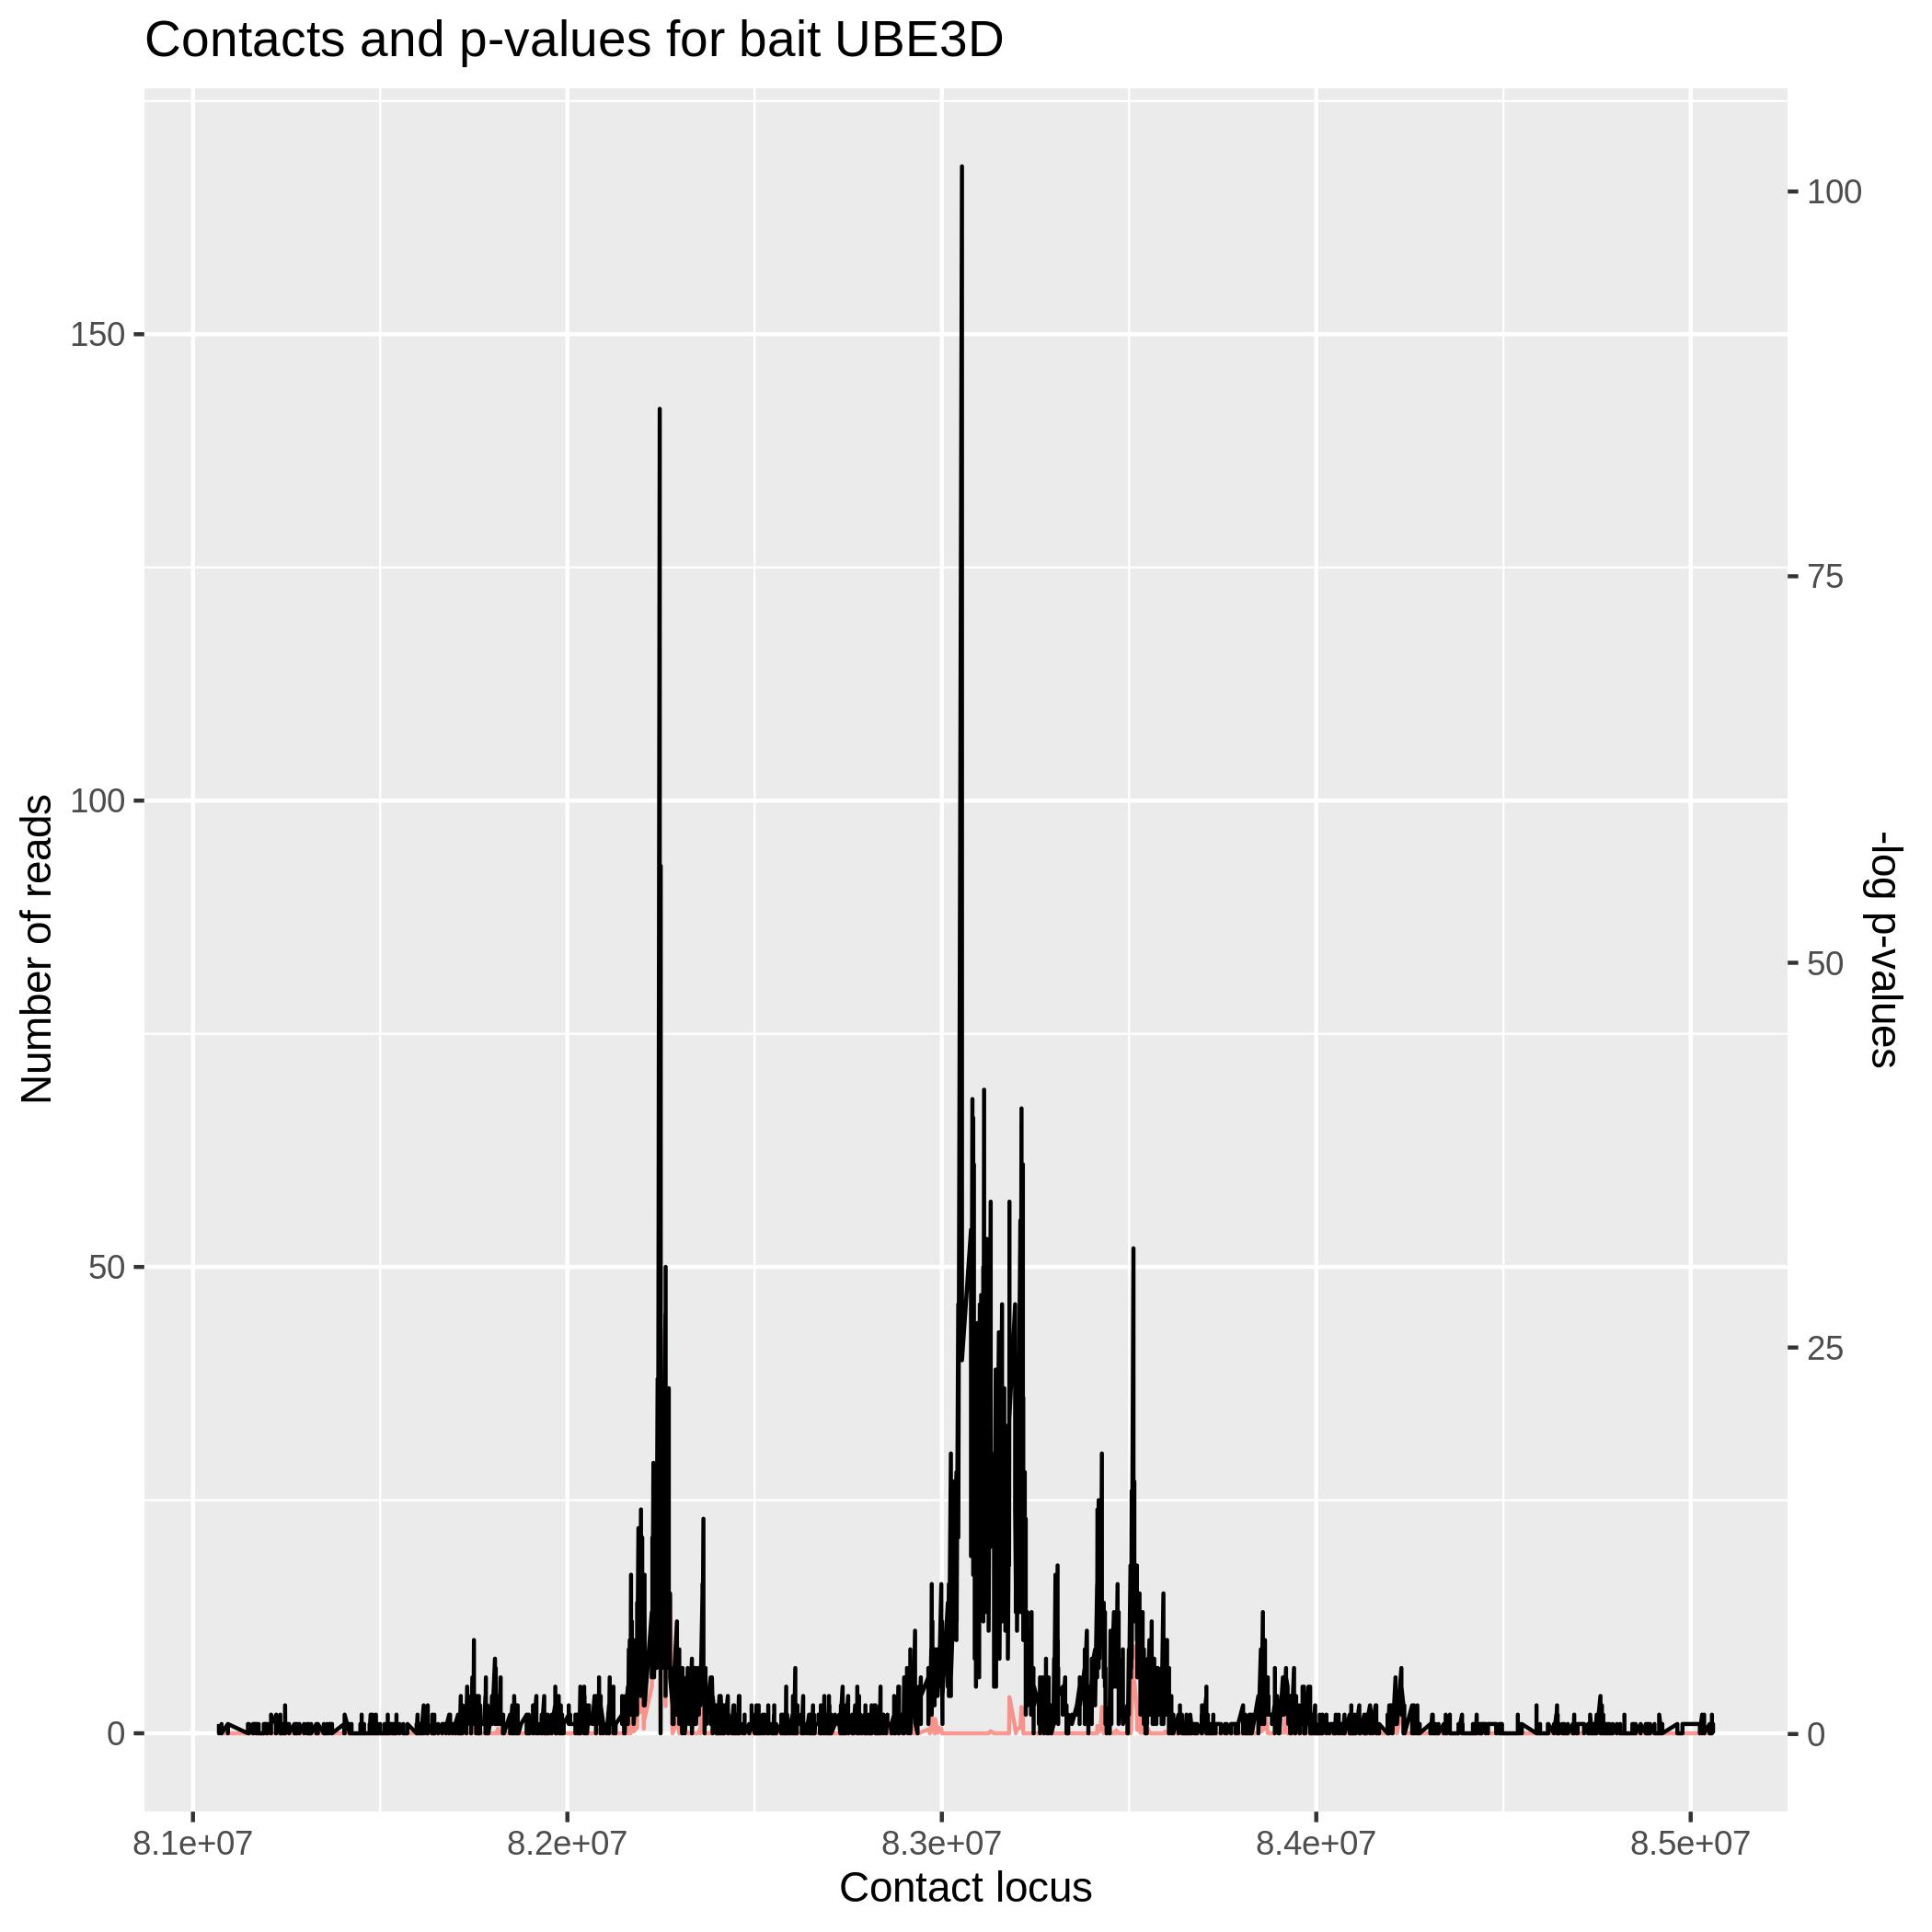 Contacts and p-values for bait UBE3D
Number of reads
150
100
50
0
100
75
50
25
0
-log p-values
8.1e+07 8.2e+07 8.3e+07 8.4e+07 8.5e+07
Contact locus